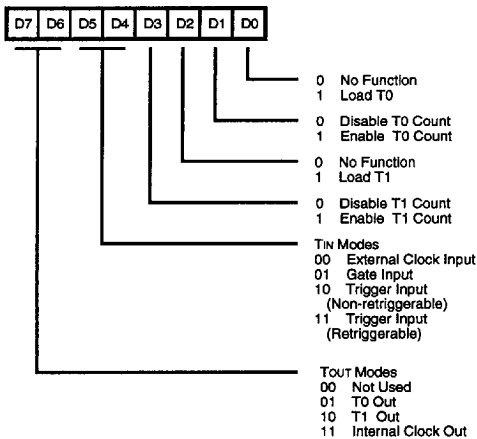 D7 D6 D5 D4 D3 D2 D1 D0
0 No Function
1 Load T0
0 Disable T0 Count
1 Enable T0 Count
0 No Function
1 Load T1
0 Disable T1 Count
1 Enable T1 Count
TIN Modes
00 External Clock Input
01 Gate Input
10 Trigger Input
(Non-retriggerable)
11 Trigger Input
(Retriggerable)
TOUT Modes
00 Not Used
01 T0 Out
10 T1 Out
11 Internal Clock Out